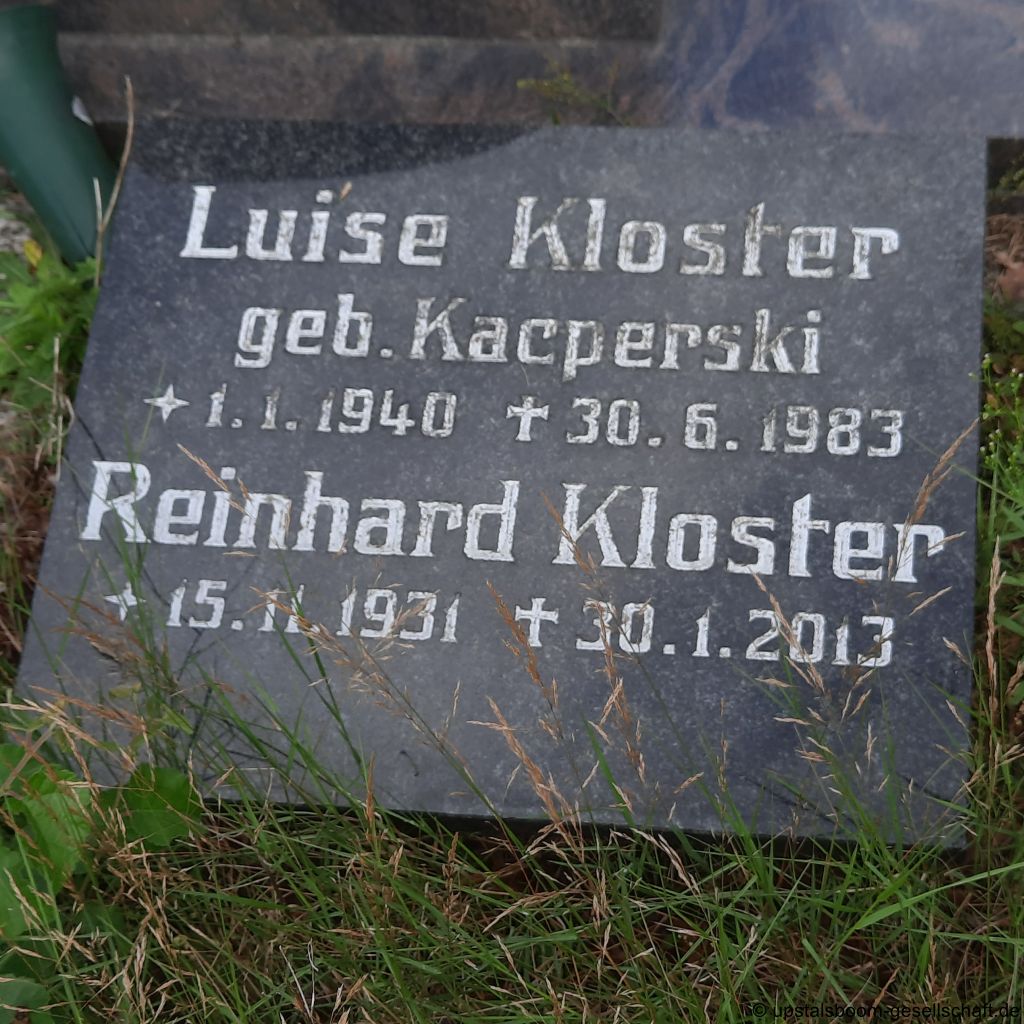 Luise Kloster
geb. Kacperski
✦ 1.1.1940 ✝ 30.6.1983
Reinhard Kloster
✦ 15.11.1931 ✝ 30.1.2013
© upstalsboom-gesellschaft.de